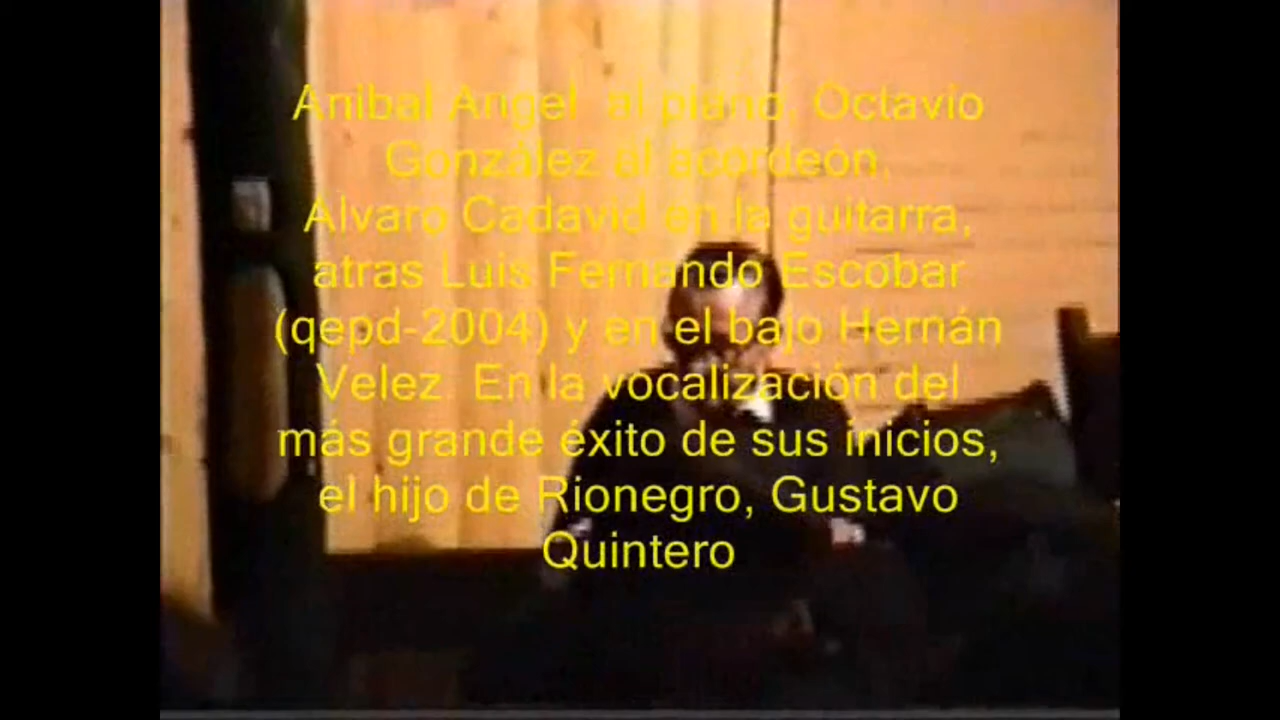 Anibal Angel  al piano, Octavio
González al acordeón,
Alvaro Cadavid en la guitarra,
atras Luis Fernando Escobar
(qepd-2004) y en el bajo Hernán
Velez. En la vocalización del
más grande éxito de sus inicios,
el hijo de Rionegro, Gustavo
Quintero